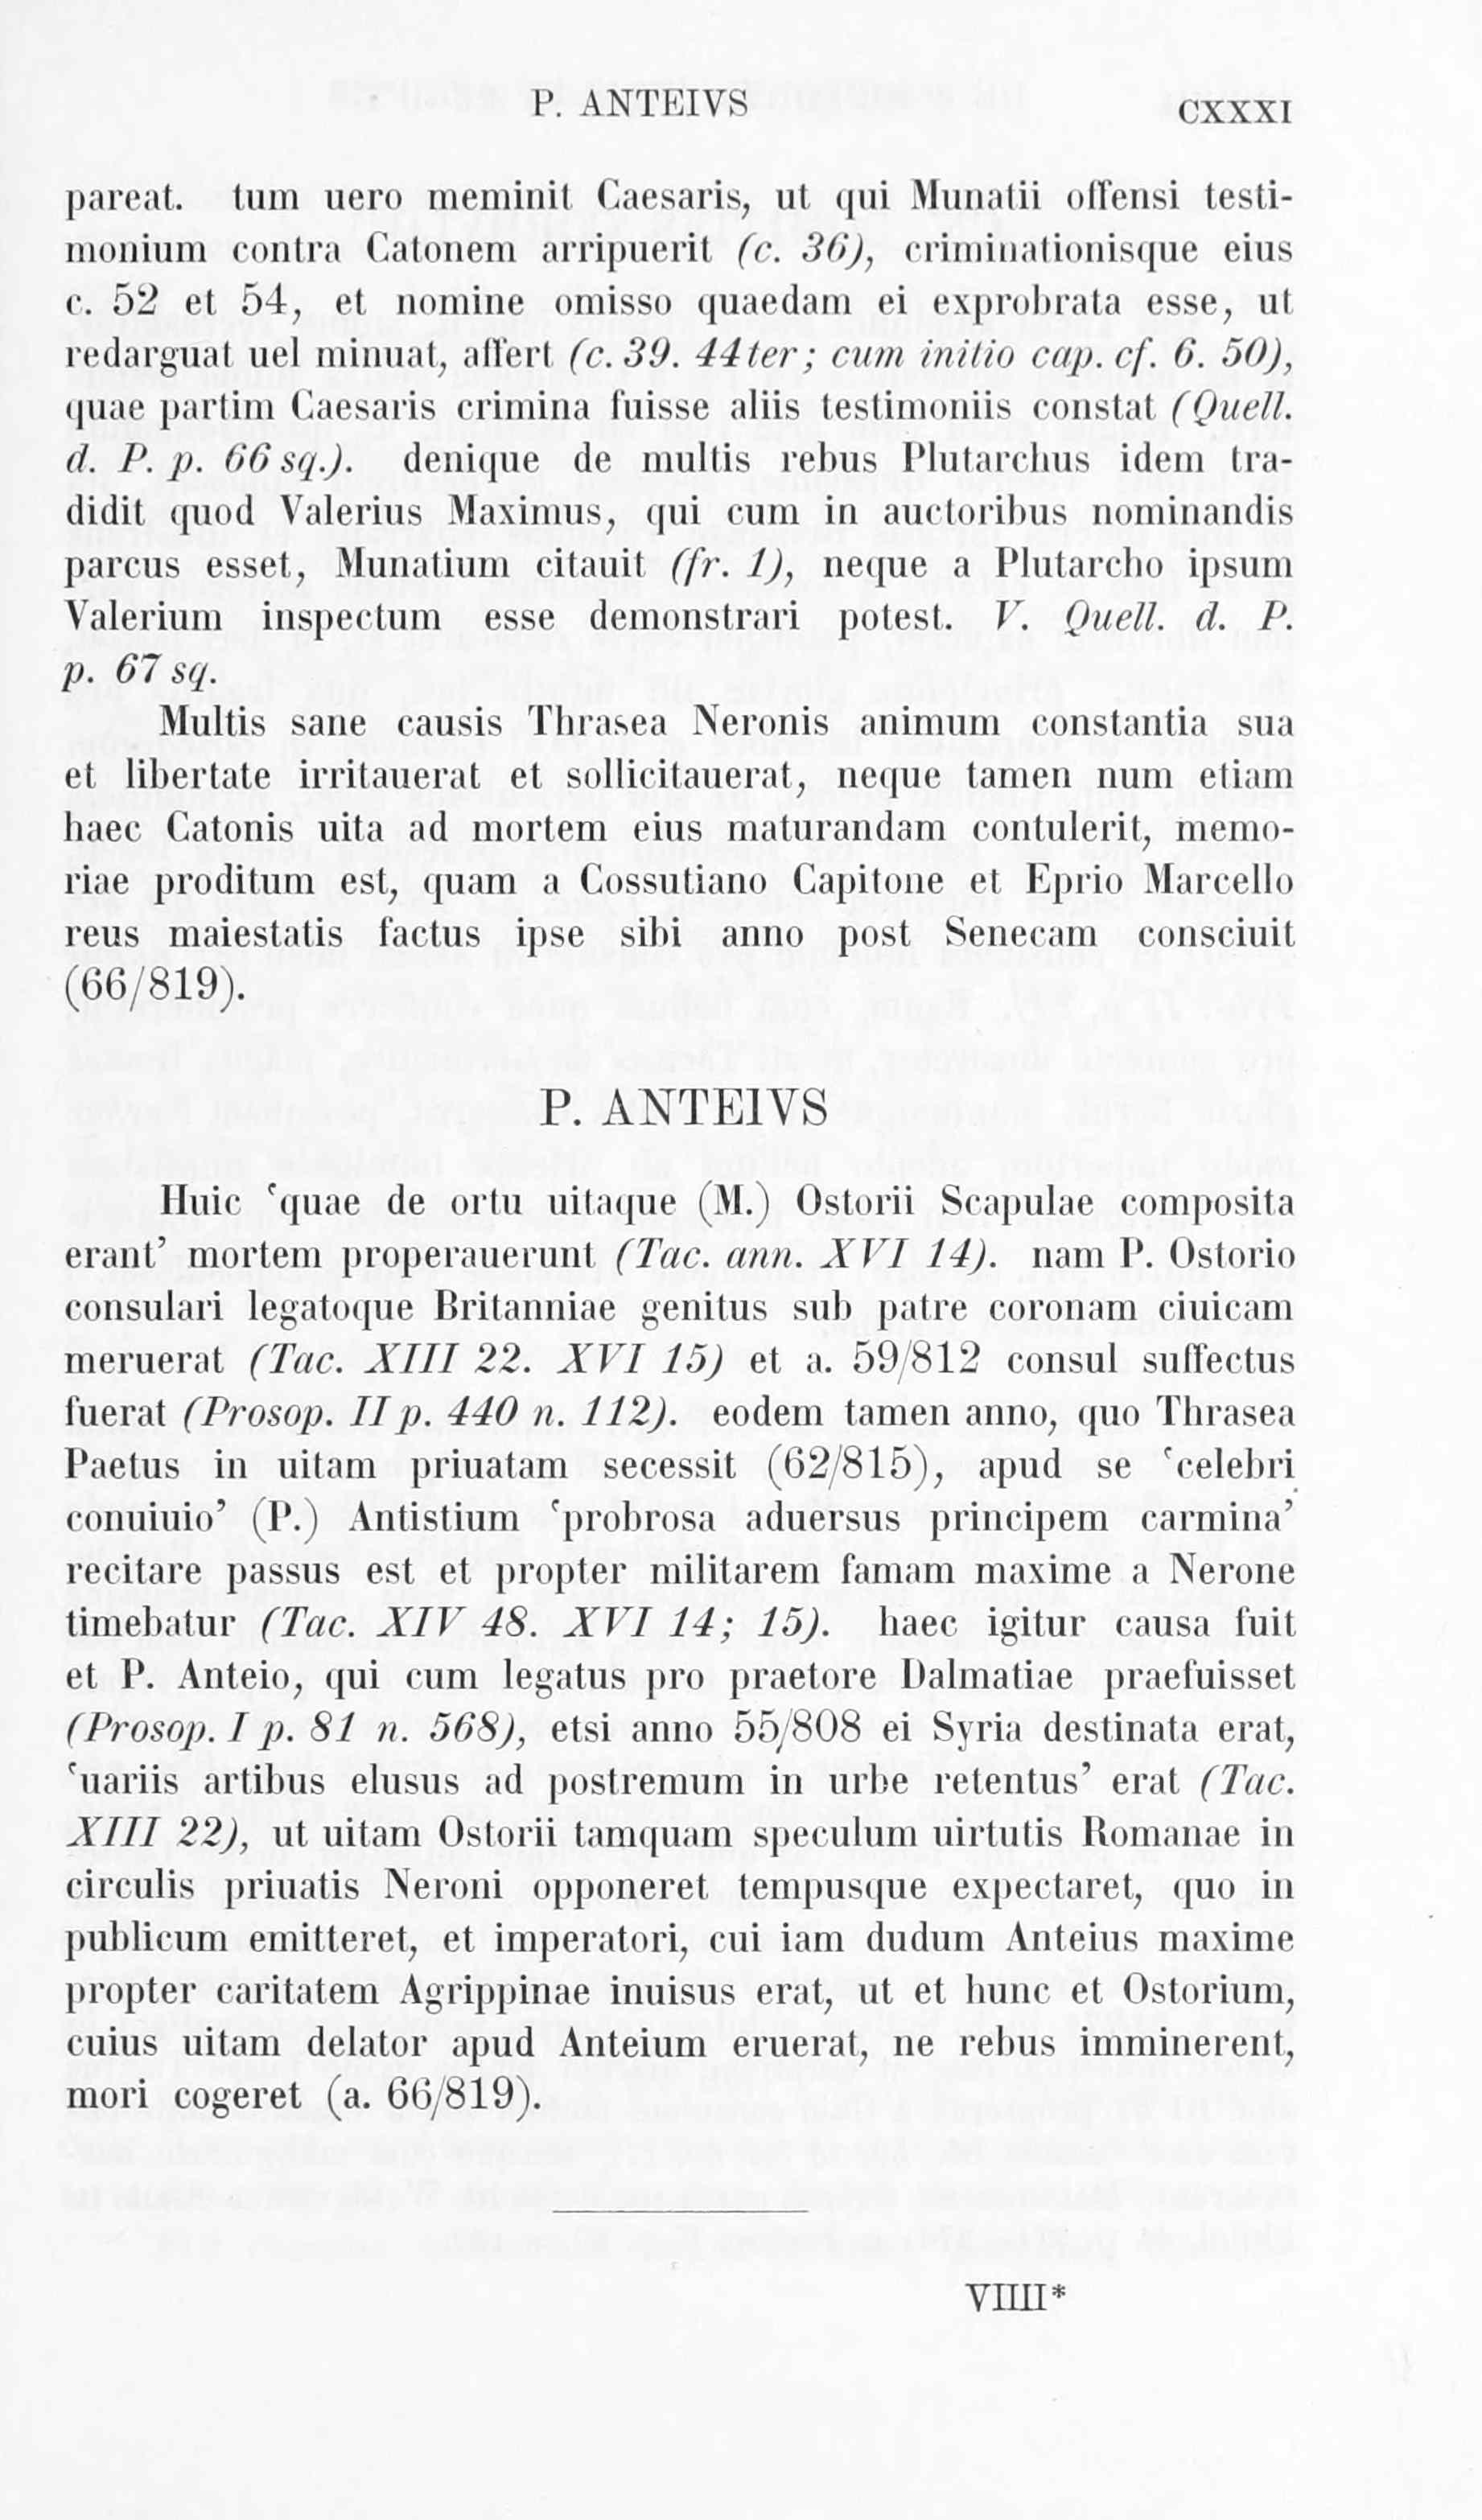 P. ANTEIVS CXXXI
pareat. tum uero meminit Caesaris, ut qui Munatii offensi testi-
monium contra Catonem arripuerit (c. 36), criminationisque eius
c. 52 et 54, et nomine omisso quaedam ei exprobrata esse, ut
redarguat uel minuat, affert (c. 39. 44ter; cum initio cap. cf. 6. 50),
quae partim Caesaris crimina fuisse aliis testimoniis constat (Quell.
d. P. p. 66 sq.). denique de multis rebus Plutarchus idem tra-
didit quod Valerius Maximus, qui cum in auctoribus nominandis
parcus esset, Munatium citauit (fr. 1), neque a Plutarcho ipsum
Valerium inspectum esse demonstrari potest. V. Quell. d. P.
p. 67 sq.
Multis sane causis Thrasea Neronis animum constantia sua
et libertate irritauerat et sollicitauerat, neque tamen num etiam
haec Catonis uita ad mortem eius maturandam contulerit, memo-
riae proditum est, quam a Cossutiano Capitone et Eprio Marcello
reus maiestatis factus ipse sibi anno post Senecam consciuit
(66/819).
P. ANTEIVS
Huic ‘quae de ortu uitaque (M.) Ostorii Scapulae composita
erant’ mortem properauerunt (Tac. ann. XVI 14). nam P. Ostorio
consulari legatoque Britanniae genitus sub patre coronam ciuicam
meruerat (Tac. XIII 22. XVI 15) et a. 59/812 consul suffectus
fuerat (Prosop. II p. 440 n. 112). eodem tamen anno, quo Thrasea
Paetus in uitam priuatam secessit (62/815), apud se ‘celebri
conuiuio’ (P.) Antistium ‘probrosa aduersus principem carmina’
recitare passus est et propter militarem famam maxime a Nerone
timebatur (Tac. XIV 48. XVI 14; 15). haec igitur causa fuit
et P. Anteio, qui cum legatus pro praetore Dalmatiae praefuisset
(Prosop. I p. 81 n. 568), etsi anno 55/808 ei Syria destinata erat,
‘uariis artibus elusus ad postremum in urbe retentus’ erat (Tac.
XIII 22), ut uitam Ostorii tamquam speculum uirtutis Romanae in
circulis priuatis Neroni opponeret tempusque expectaret, quo in
publicum emitteret, et imperatori, cui iam dudum Anteius maxime
propter caritatem Agrippinae inuisus erat, ut et hunc et Ostorium,
cuius uitam delator apud Anteium eruerat, ne rebus imminerent,
mori cogeret (a. 66/819).
VIIII*